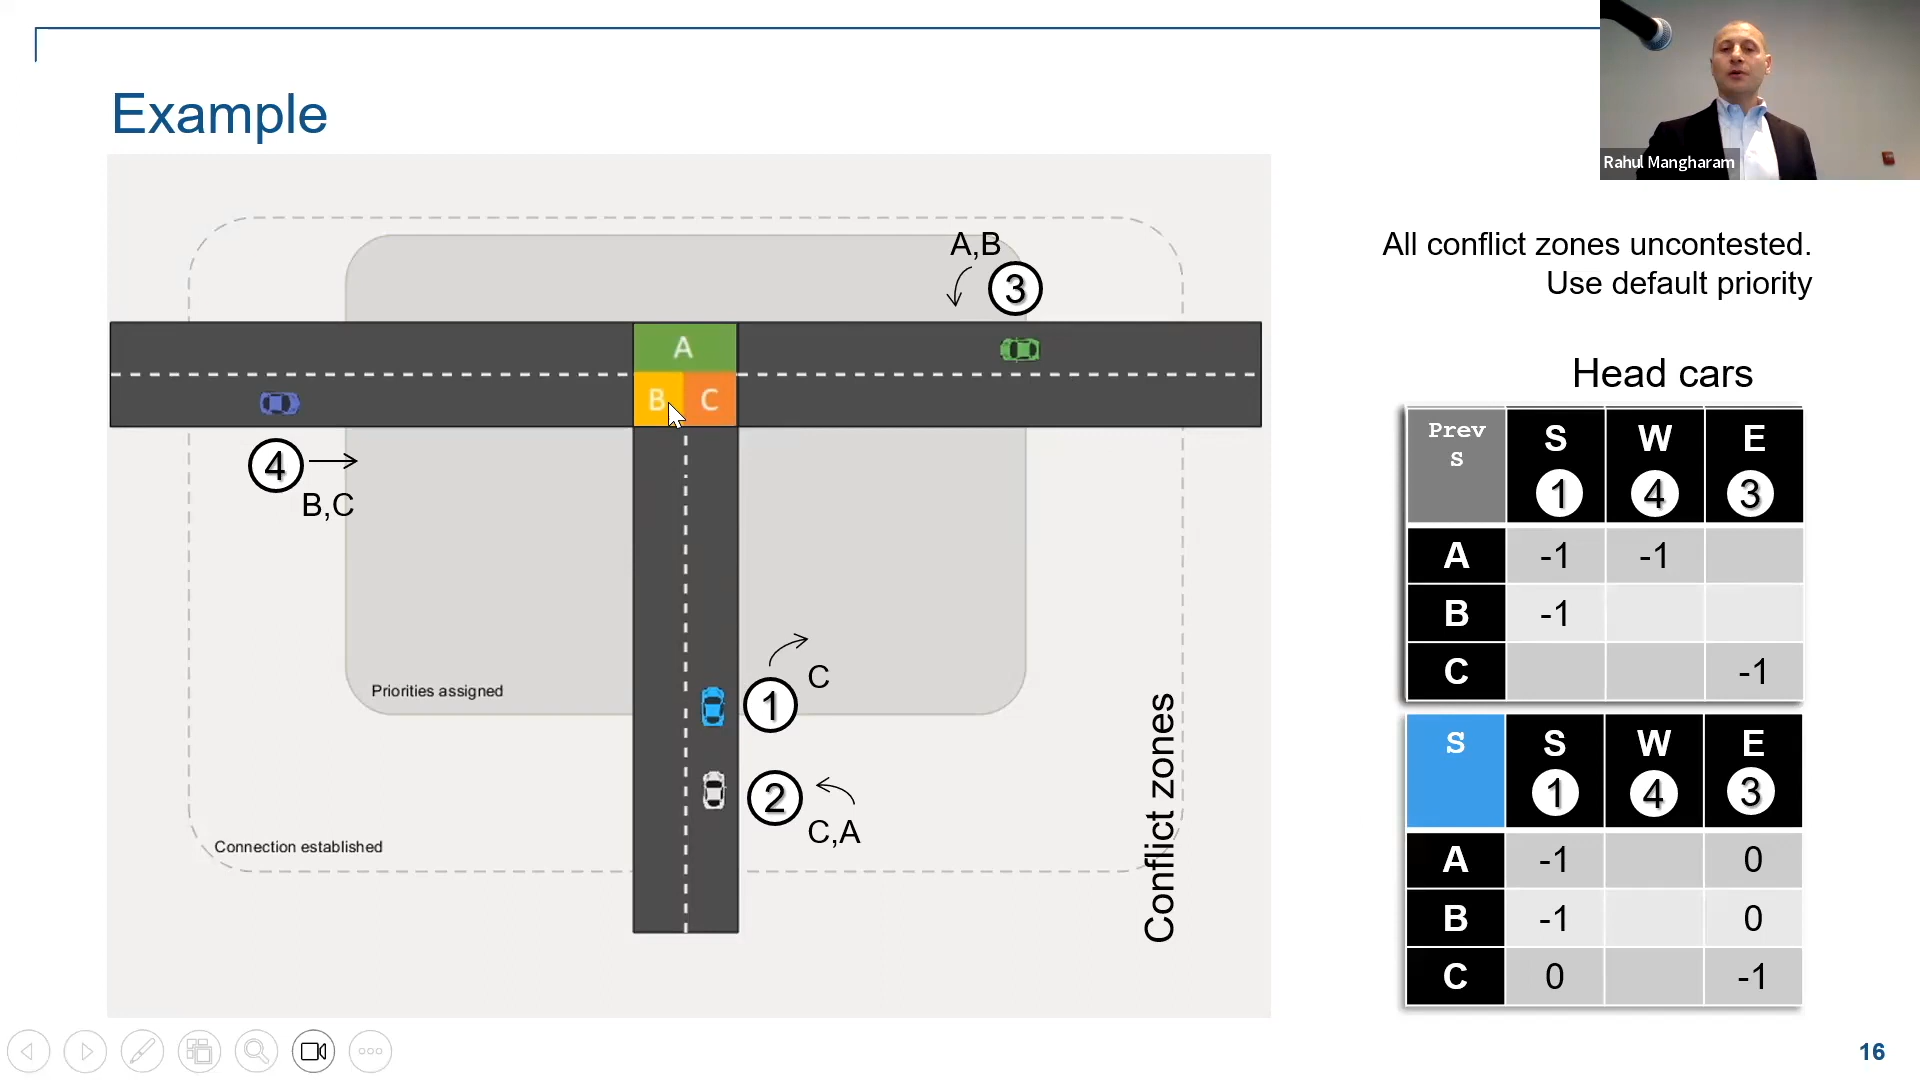 Rahul Mangharam
Example
All conflict zones uncontested.
Use default priority
A,B
3
A
B C
4
B,C
Priorities assigned
1
C
2
C,A
Connection established
Conflict zones
Head cars
Prev
S
S W E
1 4 3
A -1 -1
B -1
C -1
S S W E
1 4 3
A -1 0
B -1 0
C 0 -1
16